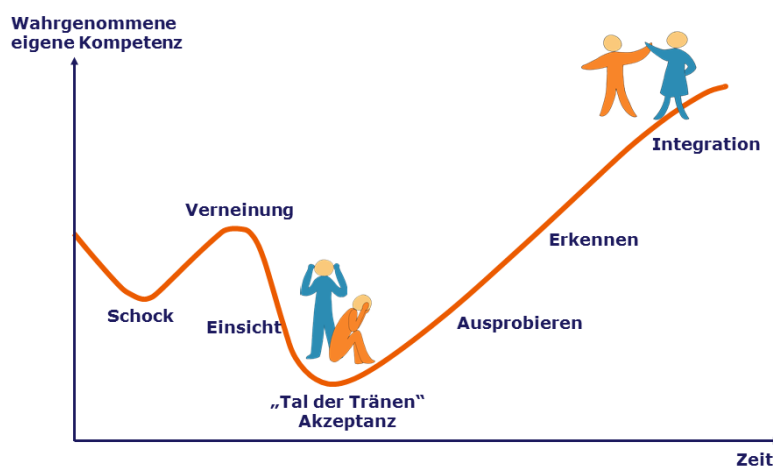 Wahrgenommene
eigene Kompetenz
Integration
Verneinung
Erkennen
Schock
Einsicht
Ausprobieren
„Tal der Tränen“
Akzeptanz
Zeit